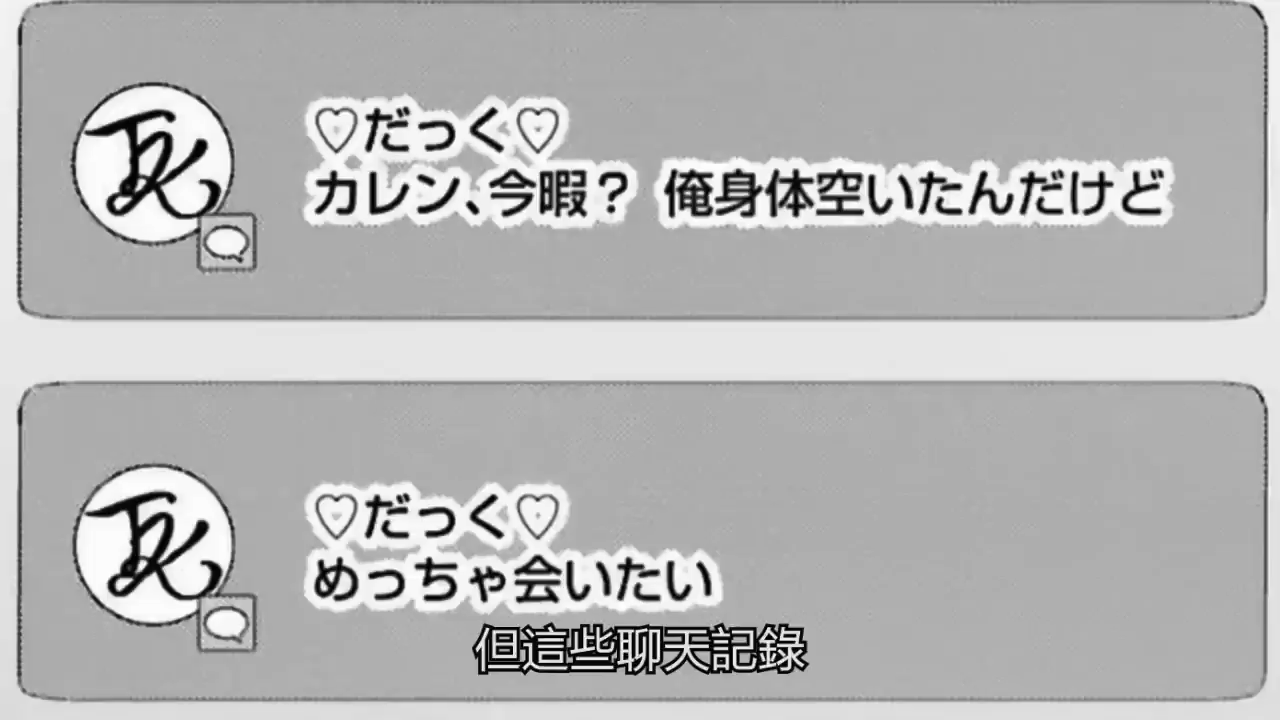 ♡だっく♡
カレン、今暇？ 俺身体空いたんだけど
♡だっく♡
めっちゃ会いたい
但這些聊天記錄